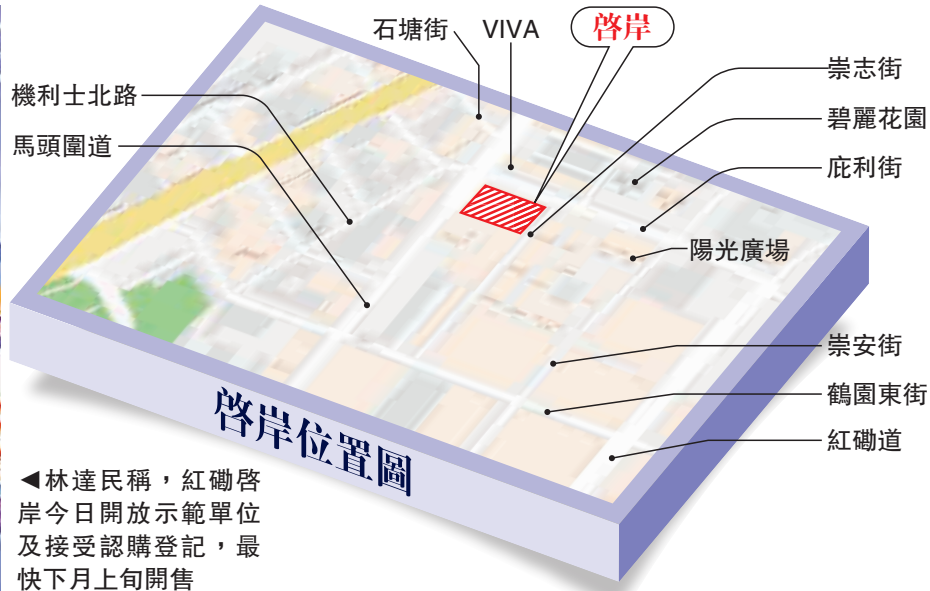 石塘街
VIVA
啓岸
崇志街
機利士北路
碧麗花園
馬頭圍道
庇利街
陽光廣場
崇安街
鶴園東街
紅磡道
啓岸位置圖
◀林達民稱，紅磡啓
岸今日開放示範單位
及接受認購登記，最
快下月上旬開售